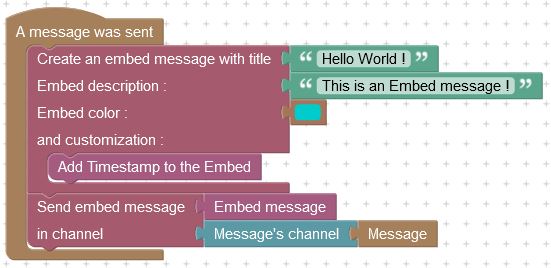 A message was sent
Create an embed message with title “ Hello World ! ”
Embed description : “ This is an Embed message ! ”
Embed color :
and customization :
Add Timestamp to the Embed
Send embed message Embed message
in channel Message's channel Message